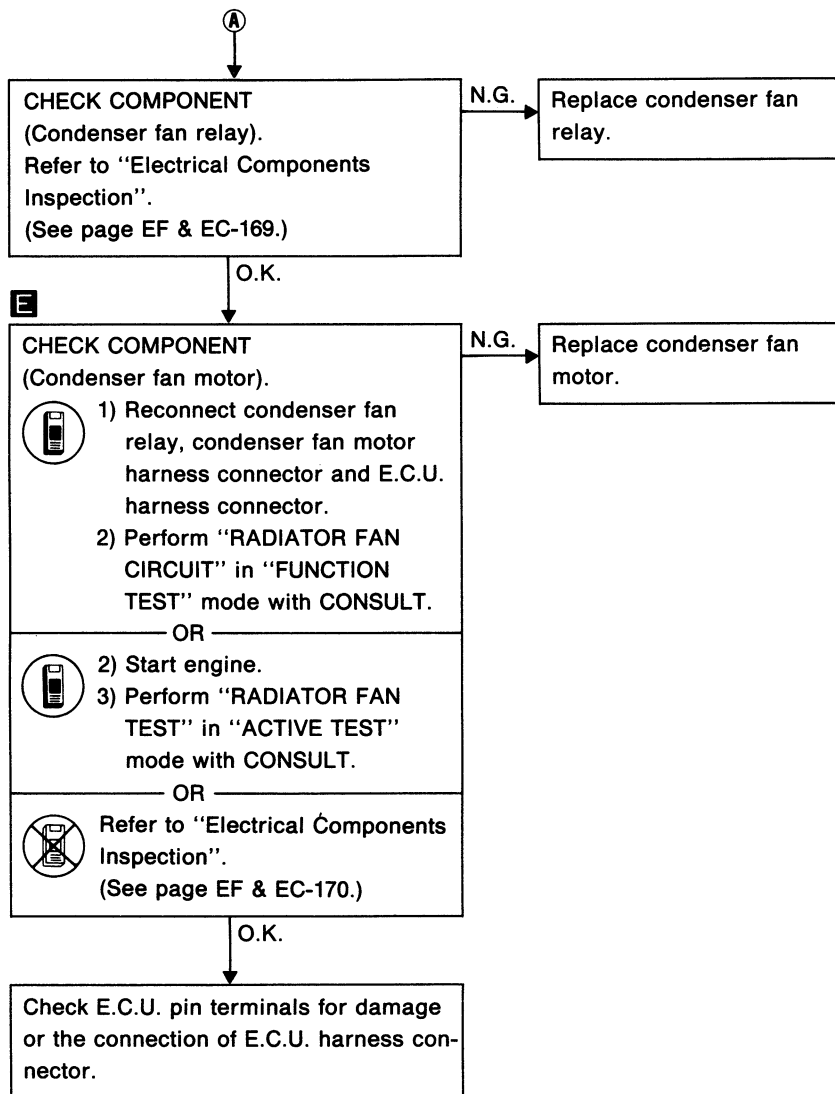 A
CHECK COMPONENT
(Condenser fan relay).
Refer to “Electrical Components
Inspection”.
(See page EF & EC-169.)
N.G.
Replace condenser fan
relay.
O.K.
E
CHECK COMPONENT
(Condenser fan motor).
1) Reconnect condenser fan
relay, condenser fan motor
harness connector and E.C.U.
harness connector.
2) Perform “RADIATOR FAN
CIRCUIT” in “FUNCTION
TEST” mode with CONSULT.
N.G.
Replace condenser fan
motor.
OR
2) Start engine.
3) Perform “RADIATOR FAN
TEST” in “ACTIVE TEST”
mode with CONSULT.
OR
Refer to “Electrical Components
Inspection”.
(See page EF & EC-170.)
O.K.
Check E.C.U. pin terminals for damage
or the connection of E.C.U. harness con-
nector.